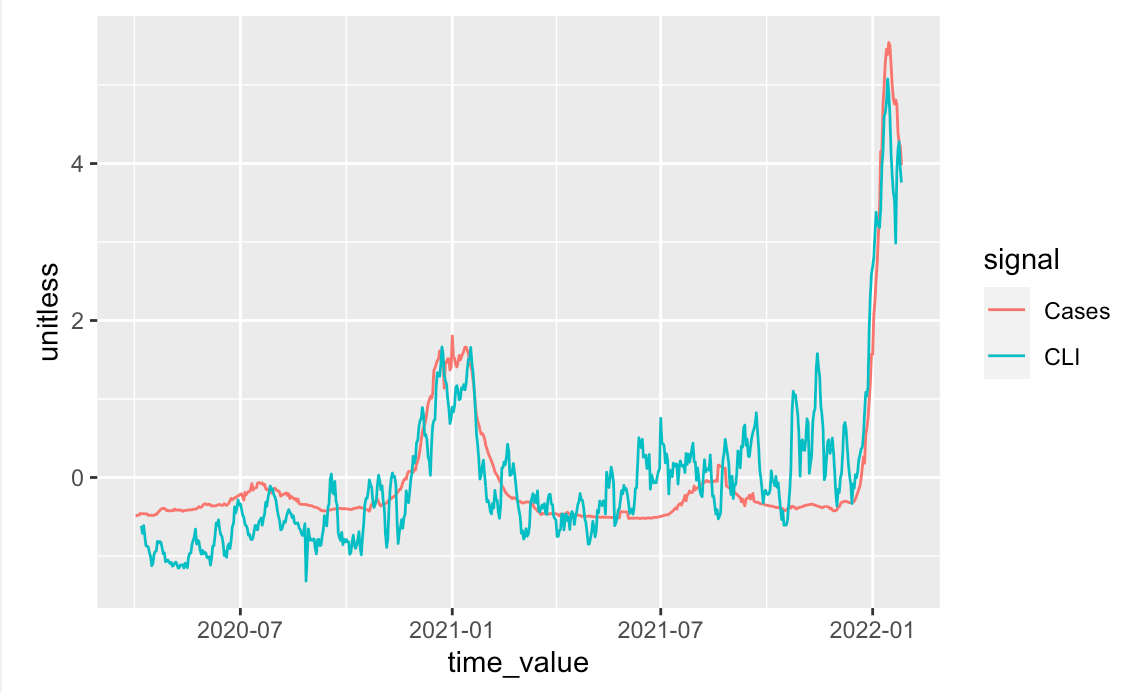 unitless
4
2
0
2020-07
2021-01
2021-07
2022-01
time_value
signal
Cases
CLI